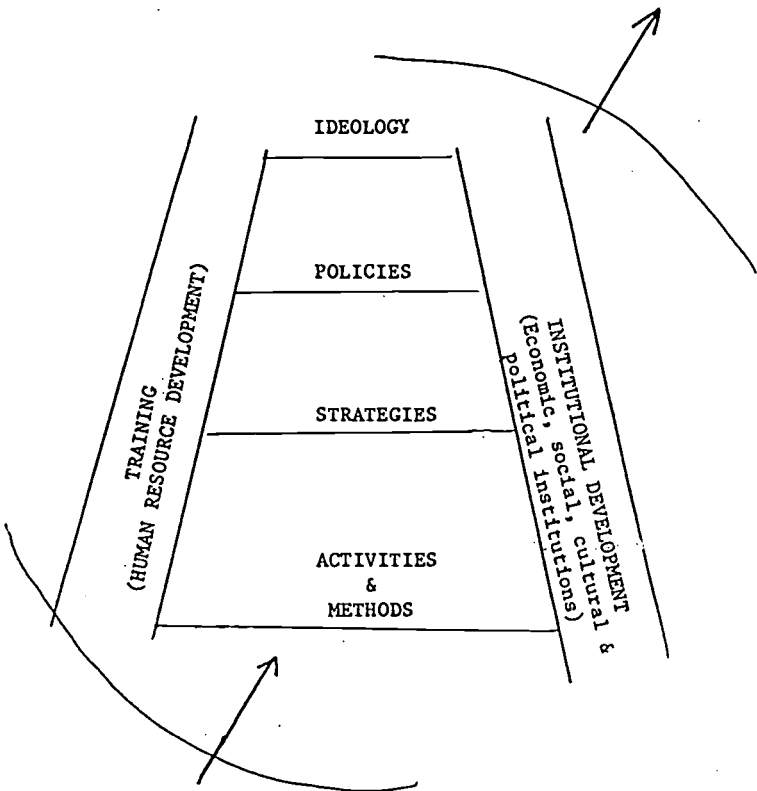 IDEOLOGY
POLICIES
STRATEGIES
ACTIVITIES
&
METHODS
TRAINING
(HUMAN RESOURCE DEVELOPMENT)
INSTITUTIONAL DEVELOPMENT
(Economic, social, cultural &
political institutions)